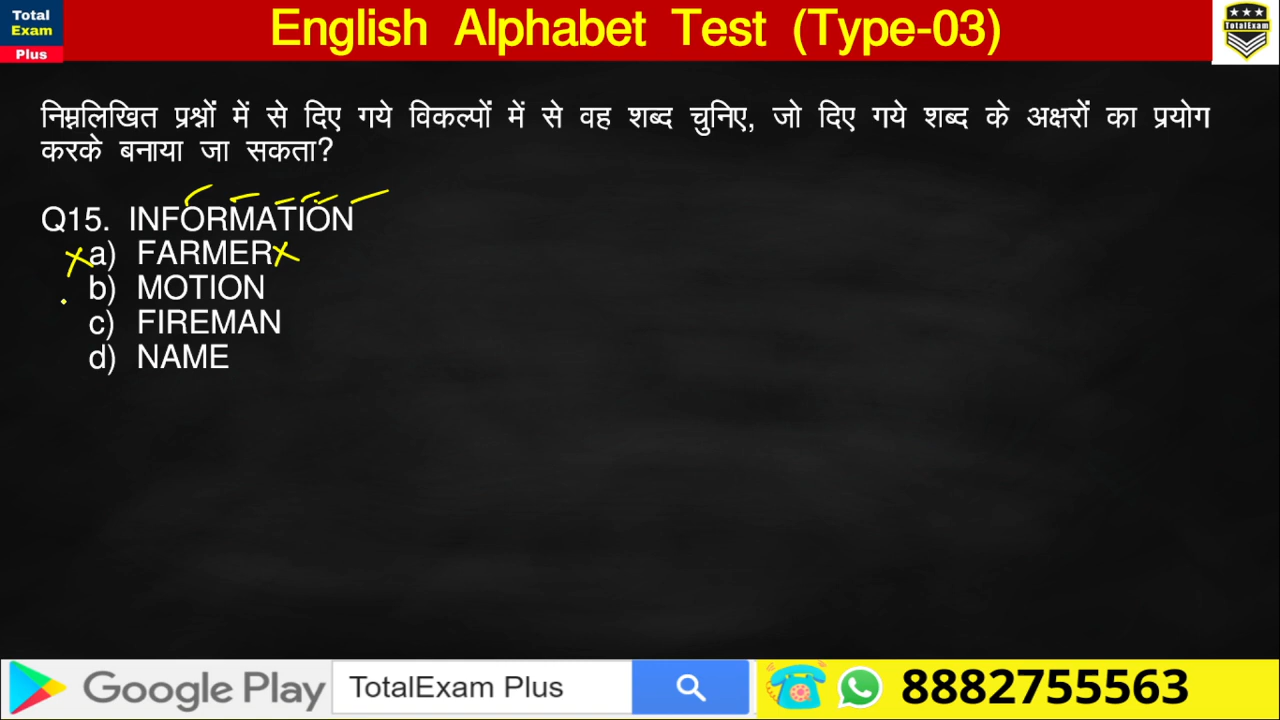 Total
Exam
Plus
English Alphabet Test (Type-03)
TotalExam
निम्नलिखित प्रश्नों में से दिए गये विकल्पों में से वह शब्द चुनिए, जो दिए गये शब्द के अक्षरों का प्रयोग
करके बनाया जा सकता?
Q15. INFORMATION
a) FARMER
b) MOTION
c) FIREMAN
d) NAME
Google Play
TotalExam Plus
8882755563